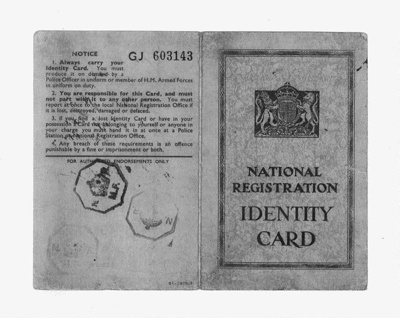 NOTICE GJ 603143
1. Always carry your
Identity Card. You must
produce it on demand by a
Police Officer in uniform or member of H.M. Armed Forces
in uniform on duty.
2. You are responsible for this Card, and must
not part with it to any other person. You must
report at once to the local National Registration Office if
it is lost, destroyed, damaged or defaced.
3. If you find a lost Identity Card or have in your
possession a Card not belonging to yourself or anyone in
your charge you must hand it in at once at a Police
Station or National Registration Office.
4. Any breach of these requirements is an offence
punishable by a fine or imprisonment or both.
FOR AUTHORISED ENDORSEMENTS ONLY
NATIONAL
REGISTRATION
IDENTITY
CARD